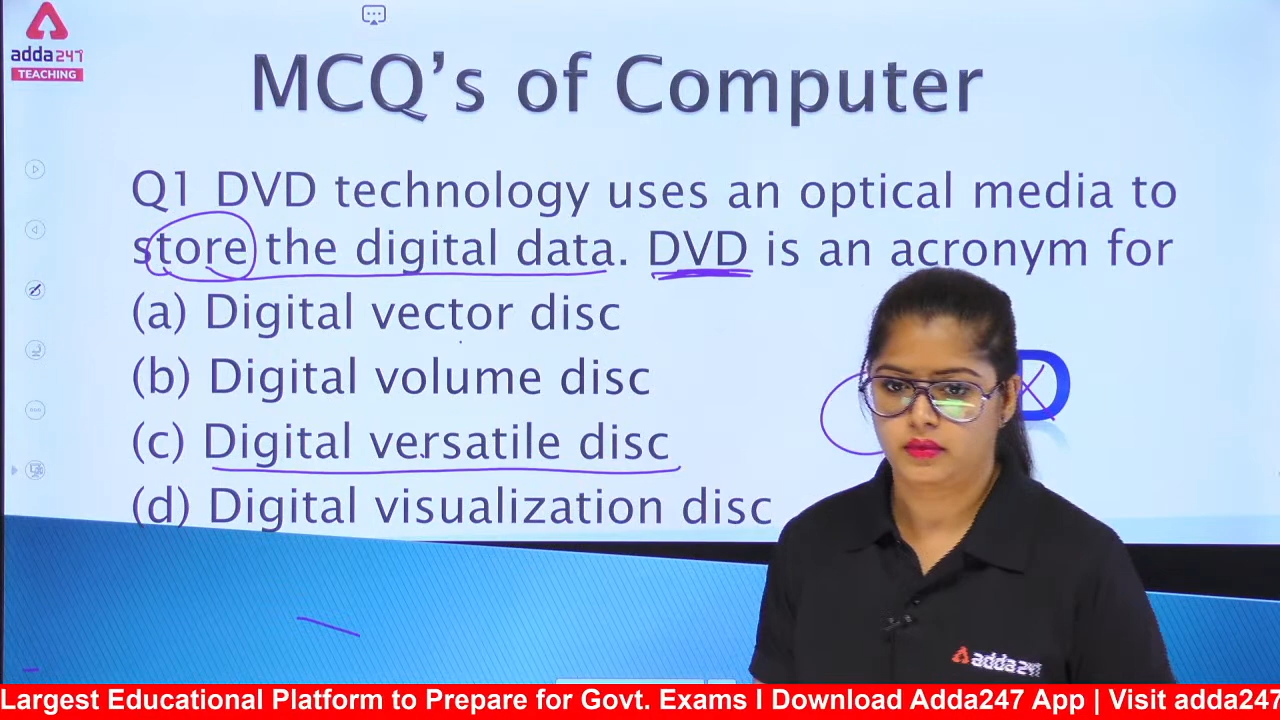 adda247
TEACHING
MCQ's of Computer
Q1 DVD technology uses an optical media to
store the digital data. DVD is an acronym for
(a) Digital vector disc
(b) Digital volume disc
(c) Digital versatile disc
(d) Digital visualization disc
D
adda247
Largest Educational Platform to Prepare for Govt. Exams I Download Adda247 App | Visit adda247